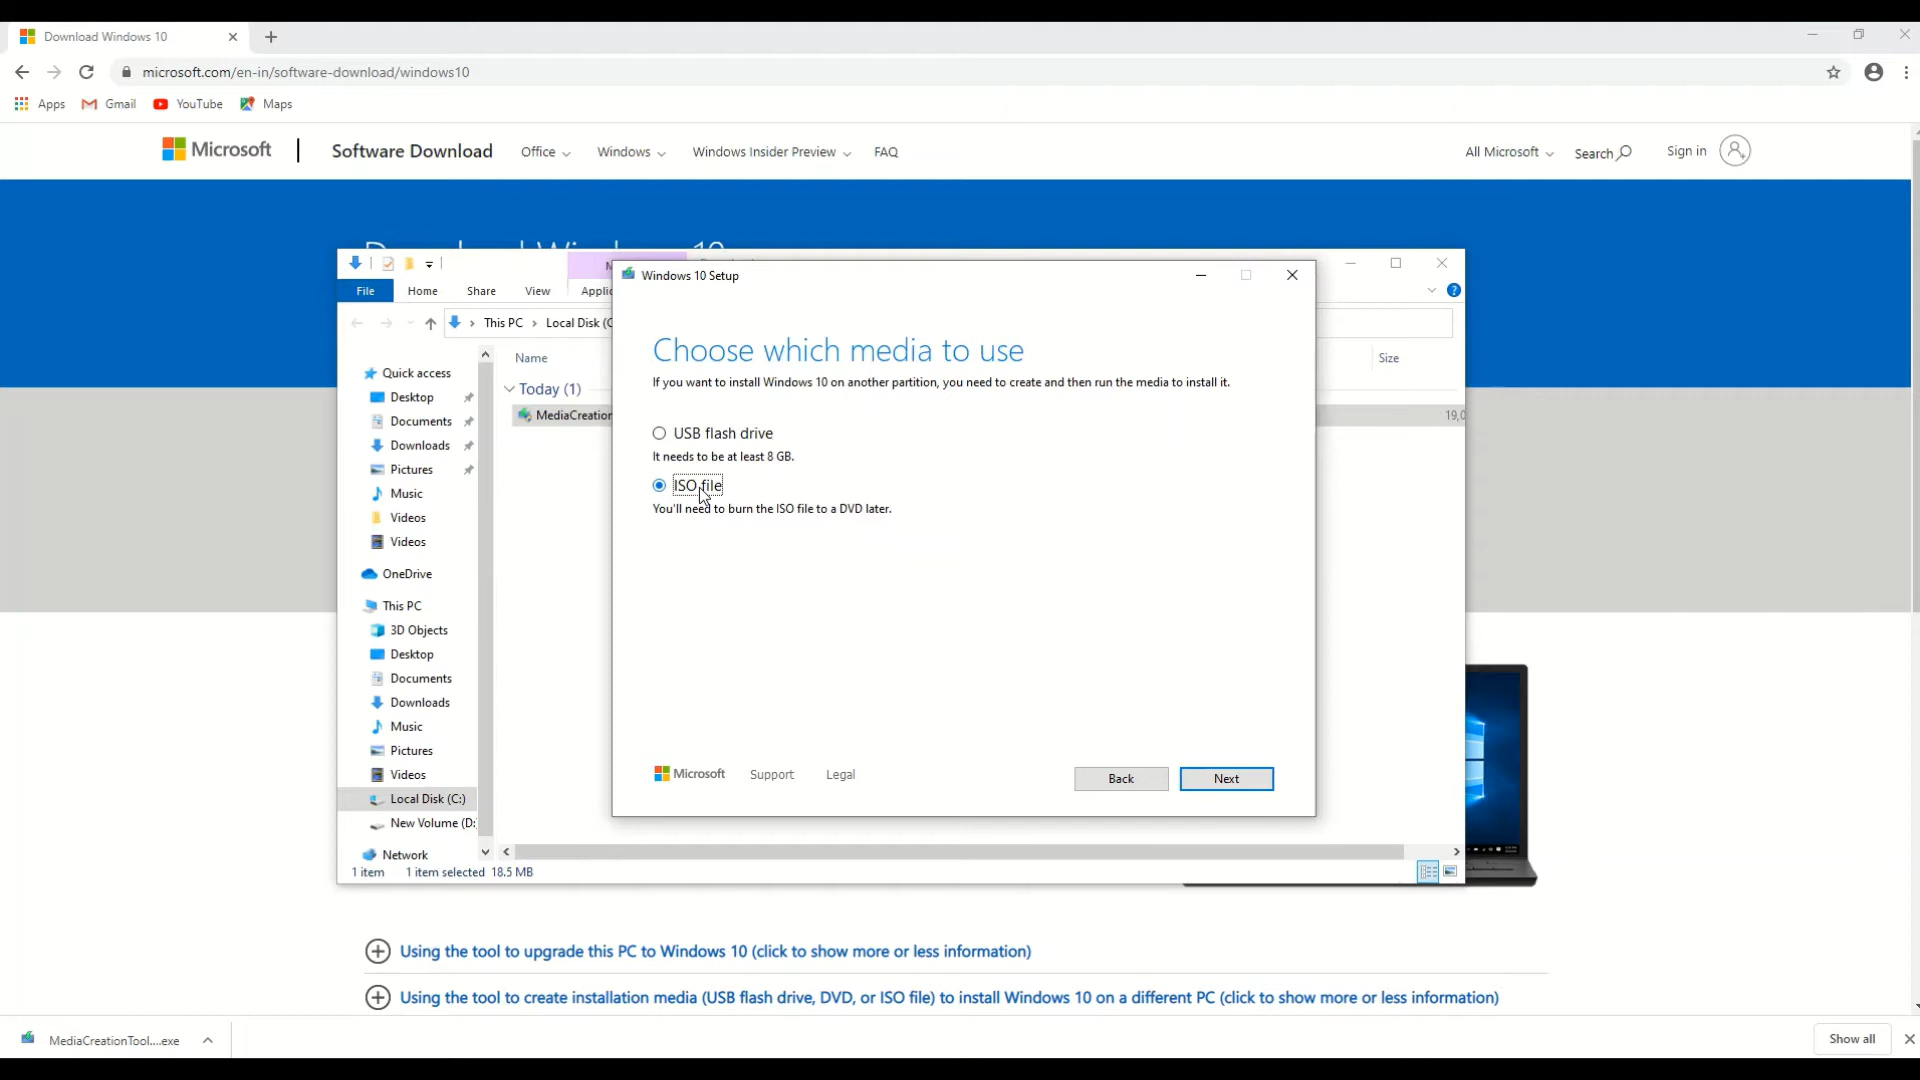 Download Windows 10
microsoft.com/en-in/software-download/windows10
Apps Gmail YouTube Maps
Microsoft Software Download Office Windows Windows Insider Preview FAQ All Microsoft Search Sign in
Windows 10 Setup
File Home Share View
This PC Local Disk (C
Name Size
Today (1)
MediaCreation 19,0
Quick access
Desktop
Documents
Downloads
Pictures
Music
Videos
Videos
OneDrive
This PC
3D Objects
Desktop
Documents
Downloads
Music
Pictures
Videos
Local Disk (C:)
New Volume (D:
Network
1 item 1 item selected 18.5 MB
Choose which media to use
If you want to install Windows 10 on another partition, you need to create and then run the media to install it.
USB flash drive
It needs to be at least 8 GB.
ISO file
You'll need to burn the ISO file to a DVD later.
Microsoft Support Legal Back Next
Using the tool to upgrade this PC to Windows 10 (click to show more or less information)
Using the tool to create installation media (USB flash drive, DVD, or ISO file) to install Windows 10 on a different PC (click to show more or less information)
MediaCreationTool....exe Show all